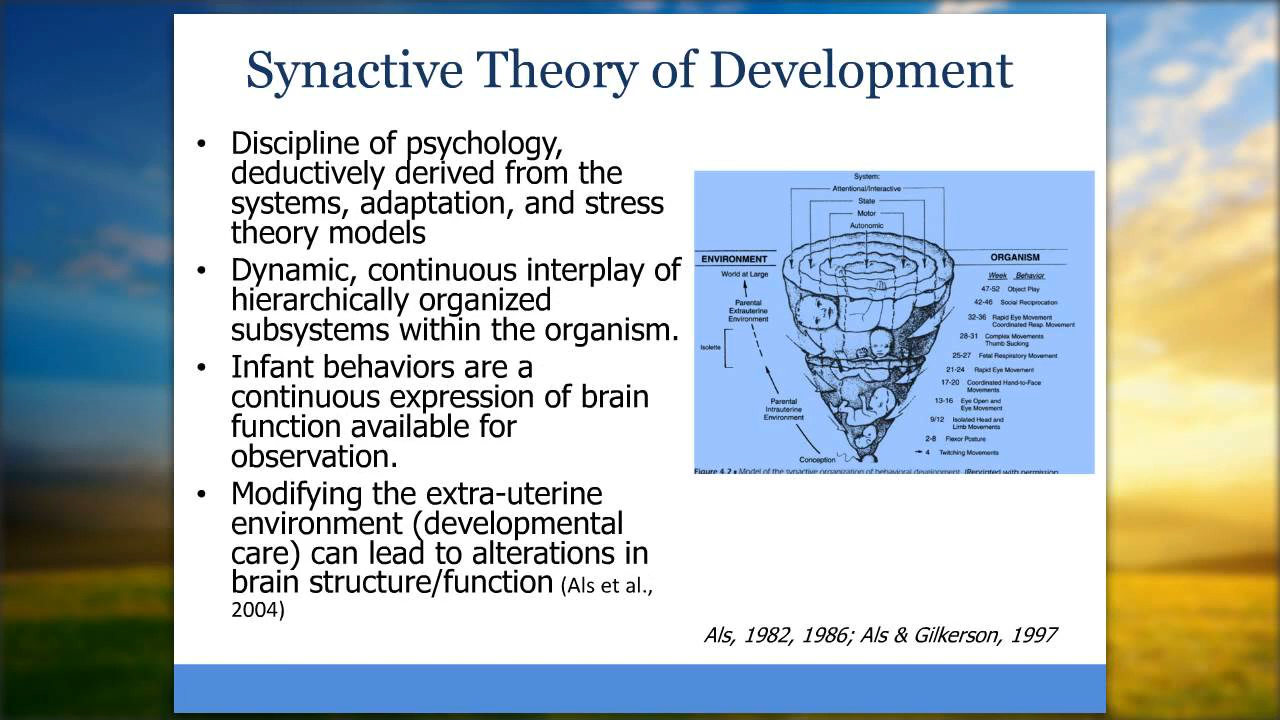 Synactive Theory of Development
• Discipline of psychology,
deductively derived from the
systems, adaptation, and stress
theory models
• Dynamic, continuous interplay of
hierarchically organized
subsystems within the organism.
• Infant behaviors are a
continuous expression of brain
function available for
observation.
• Modifying the extra-uterine
environment (developmental
care) can lead to alterations in
brain structure/function (Als et al.,
2004)
System:
Attentional/Interactive
State
Motor
Autonomic
ENVIRONMENT
World at Large
Parental
Extrauterine
Environment
Isolette
Parental
Intrauterine
Environment
Conception
ORGANISM
Week Behavior
47-52 Object Play
42-46 Social Reciprocation
32-36 Rapid Eye Movement
Coordinated Resp. Movement
28-31 Complex Movements
Thumb Sucking
25-27 Fetal Respiratory Movement
21-24 Rapid Eye Movement
17-20 Coordinated Hand-to-Face
Movements
13-16 Eye Open and
Eye Movement
9/12 Isolated Head and
Limb Movements
2-8 Flexor Posture
4 Twitching Movements
Model of the synactive organization of behavioral development. (Reprinted with permission
Als, 1982, 1986; Als & Gilkerson, 1997